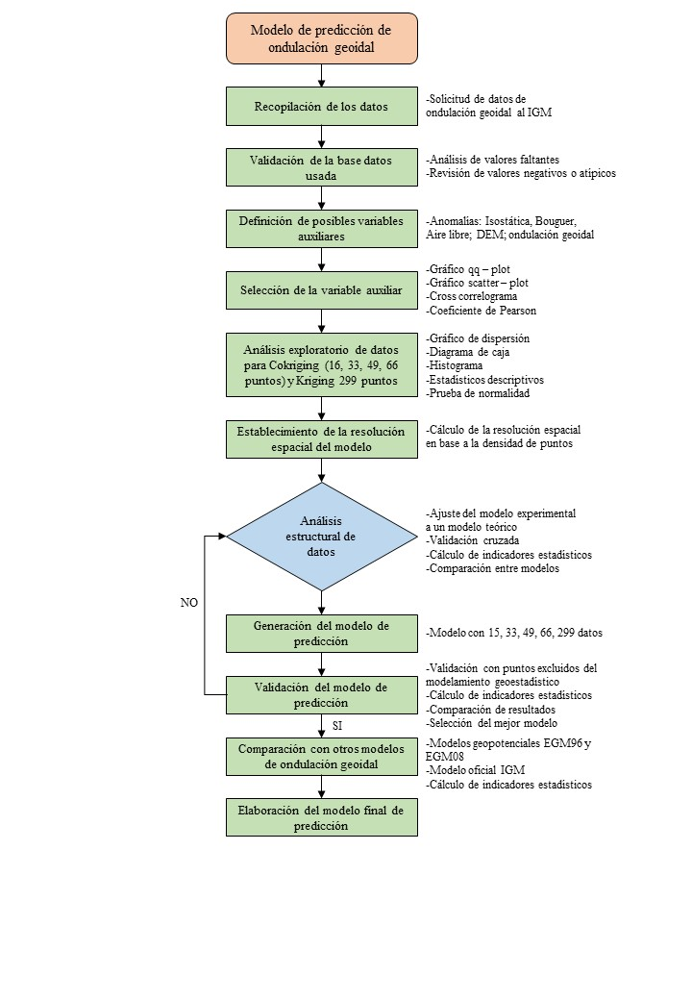 Modelo de predicción de
ondulación geoidal
Recopilación de los datos
-Solicitud de datos de
ondulación geoidal al IGM
Validación de la base datos
usada
-Análisis de valores faltantes
-Revisión de valores negativos o atípicos
Definición de posibles variables
auxiliares
-Anomalías: Isostática, Bouguer,
Aire libre; DEM; ondulación geoidal
Selección de la variable auxiliar
-Gráfico qq – plot
-Gráfico scatter – plot
-Cross correlograma
-Coeficiente de Pearson
Análisis exploratorio de datos
para Cokriging (16, 33, 49, 66
puntos) y Kriging 299 puntos
-Gráfico de dispersión
-Diagrama de caja
-Histograma
-Estadísticos descriptivos
-Prueba de normalidad
Establecimiento de la resolución
espacial del modelo
-Cálculo de la resolución espacial
en base a la densidad de puntos
Análisis
estructural de
datos
-Ajuste del modelo experimental
a un modelo teórico
-Validación cruzada
-Cálculo de indicadores estadísticos
-Comparación entre modelos
NO
Generación del modelo de
predicción
-Modelo con 15, 33, 49, 66, 299 datos
Validación del modelo de
predicción
-Validación con puntos excluidos del
modelamiento geoestadístico
-Cálculo de indicadores estadísticos
-Comparación de resultados
-Selección del mejor modelo
SI
Comparación con otros modelos
de ondulación geoidal
-Modelos geopotenciales EGM96 y
EGM08
-Modelo oficial IGM
-Cálculo de indicadores estadísticos
Elaboración del modelo final de
predicción